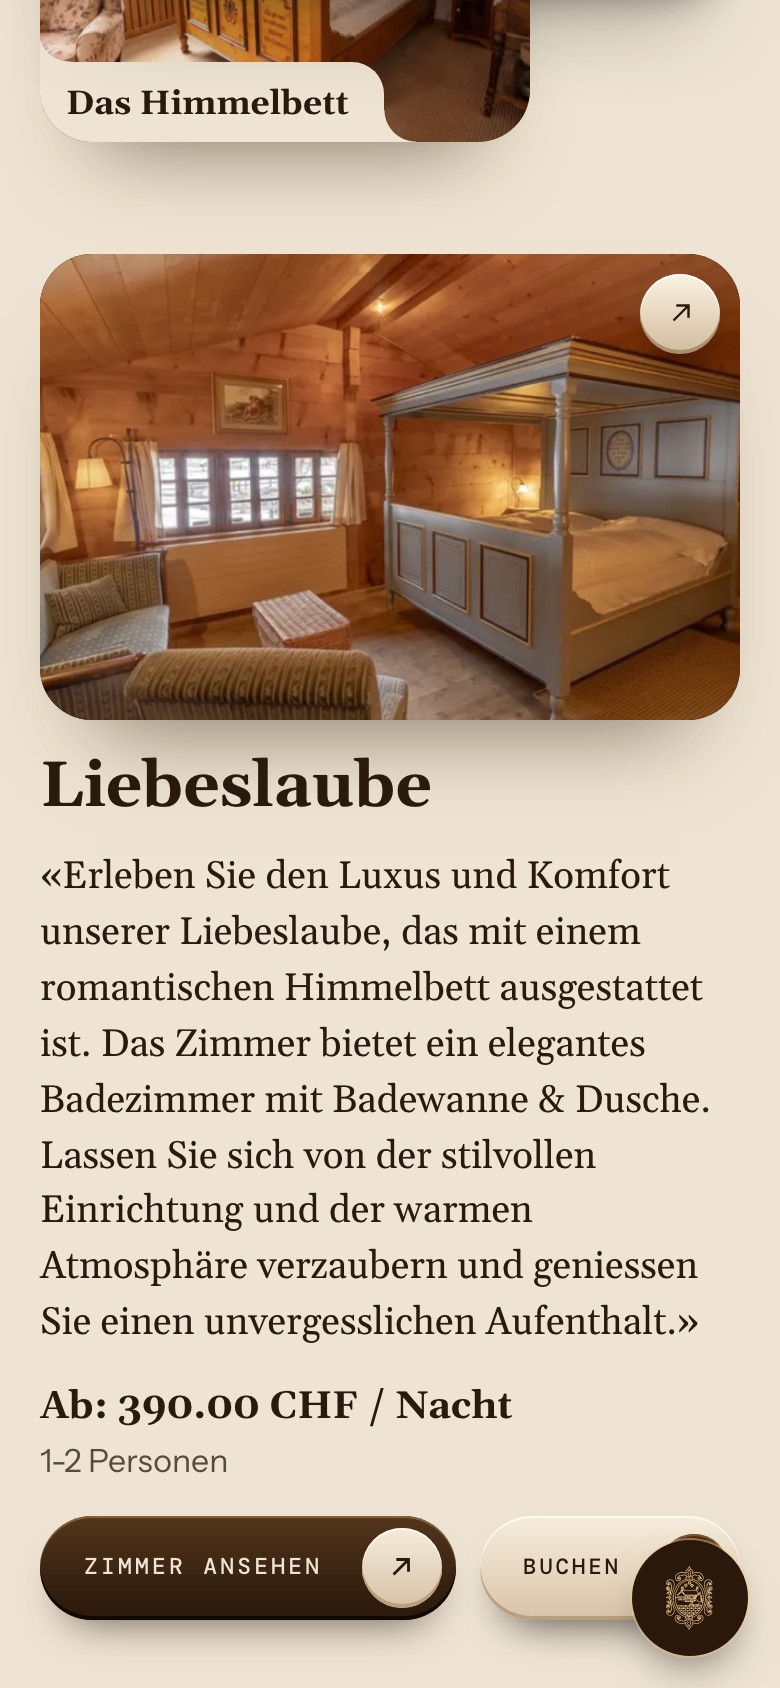 Das Himmelbett
Liebeslaube
«Erleben Sie den Luxus und Komfort
unserer Liebeslaube, das mit einem
romantischen Himmelbett ausgestattet
ist. Das Zimmer bietet ein elegantes
Badezimmer mit Badewanne & Dusche.
Lassen Sie sich von der stilvollen
Einrichtung und der warmen
Atmosphäre verzaubern und geniessen
Sie einen unvergesslichen Aufenthalt.»
Ab: 390.00 CHF / Nacht
1-2 Personen
ZIMMER ANSEHEN
BUCHEN